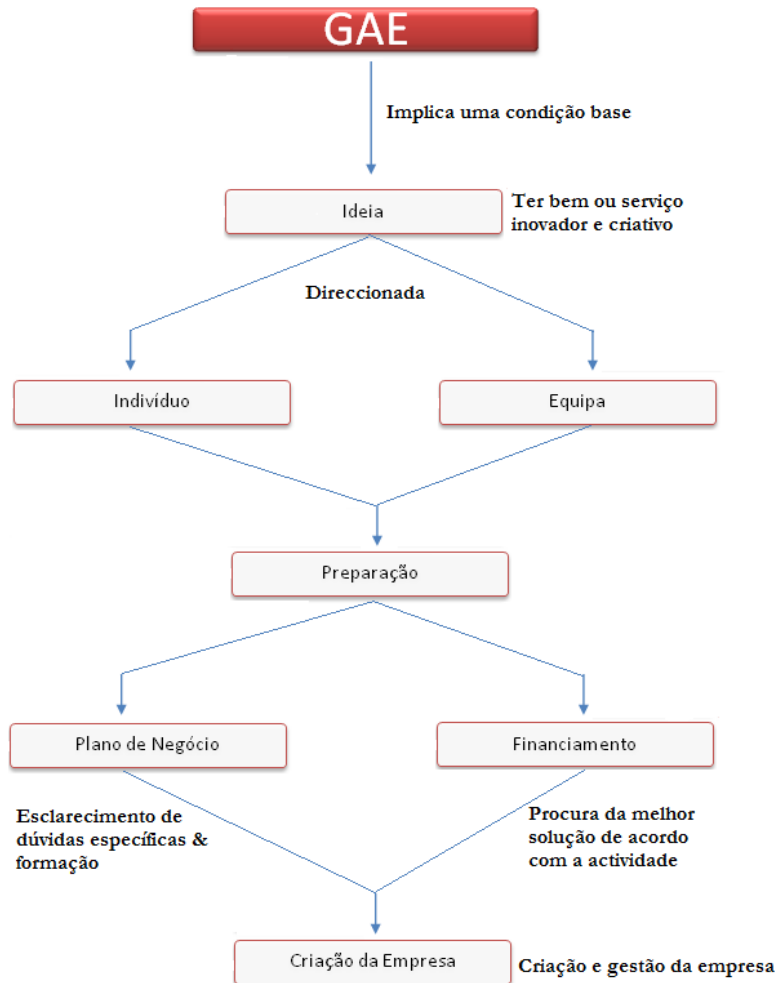 GAE
Implica uma condição base
Ideia
Ter bem ou serviço
inovador e criativo
Direccionada
Indivíduo
Equipa
Preparação
Plano de Negócio
Financiamento
Esclarecimento de
dúvidas específicas &
formação
Procura da melhor
solução de acordo
com a actividade
Criação da Empresa
Criação e gestão da empresa